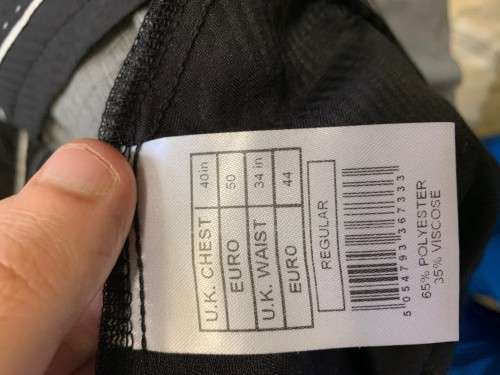 U.K. CHEST 40in
EURO 50
U.K. WAIST 34 in
EURO 44
REGULAR
5 054793 367333
65% POLYESTER
35% VISCOSE